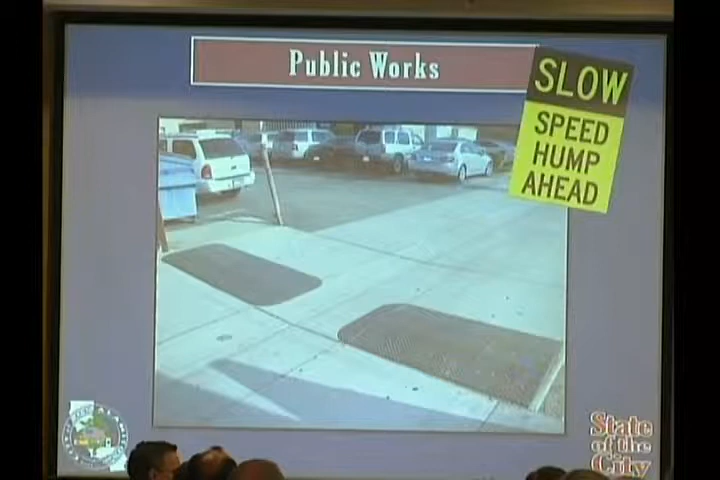 Public Works
SLOW
SPEED
HUMP
AHEAD
State
of the
City